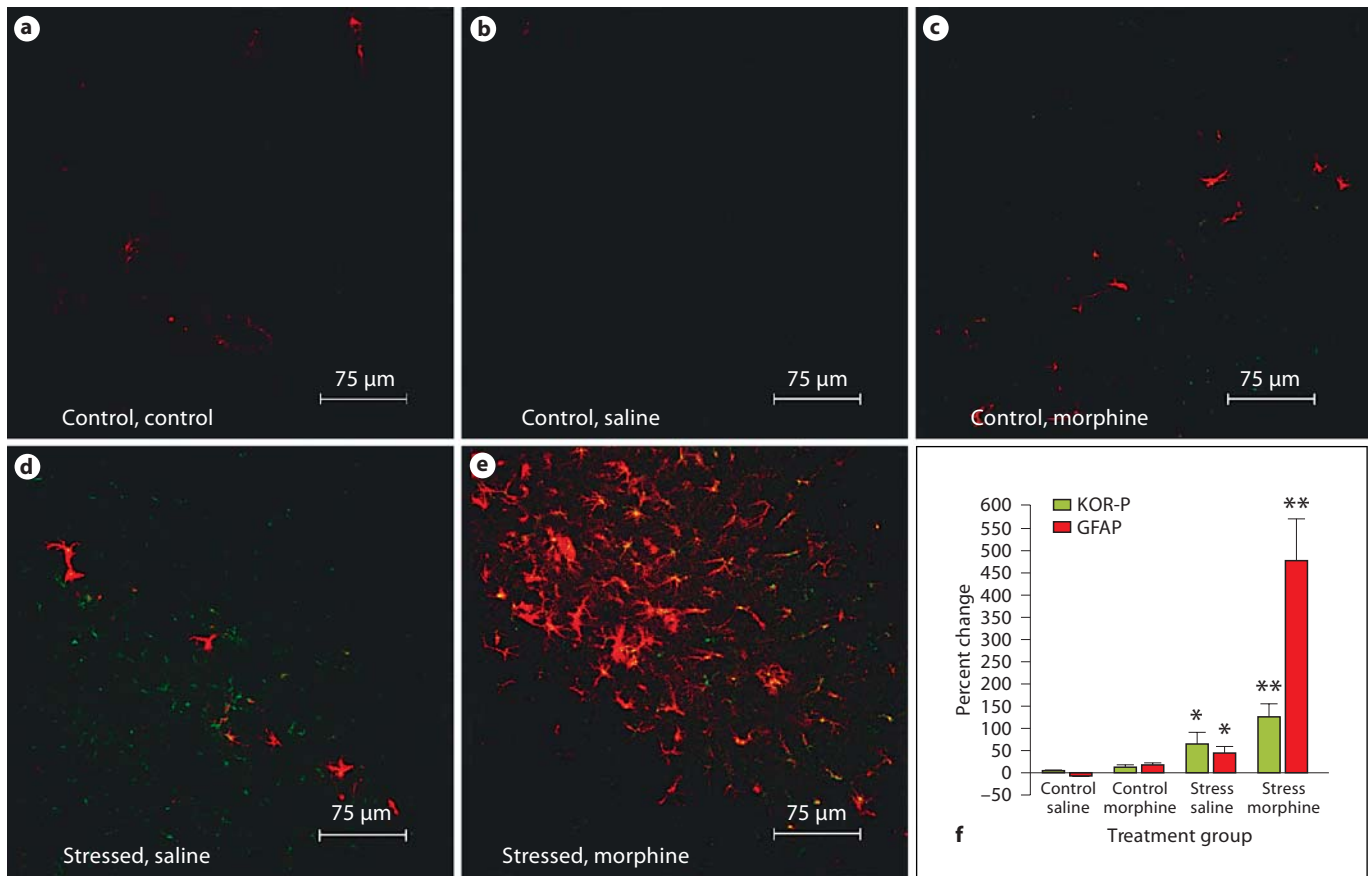 a
75 µm
Control, control
b
75 µm
Control, saline
c
75 µm
Control, morphine
d
75 µm
Stressed, saline
e
75 µm
Stressed, morphine
KOR-P
GFAP
Percent change
600
550
500
450
400
350
300
250
200
150
100
50
0
–50
*
*
**
**
Control
saline
Control
morphine
Stress
saline
Stress
morphine
f
Treatment group